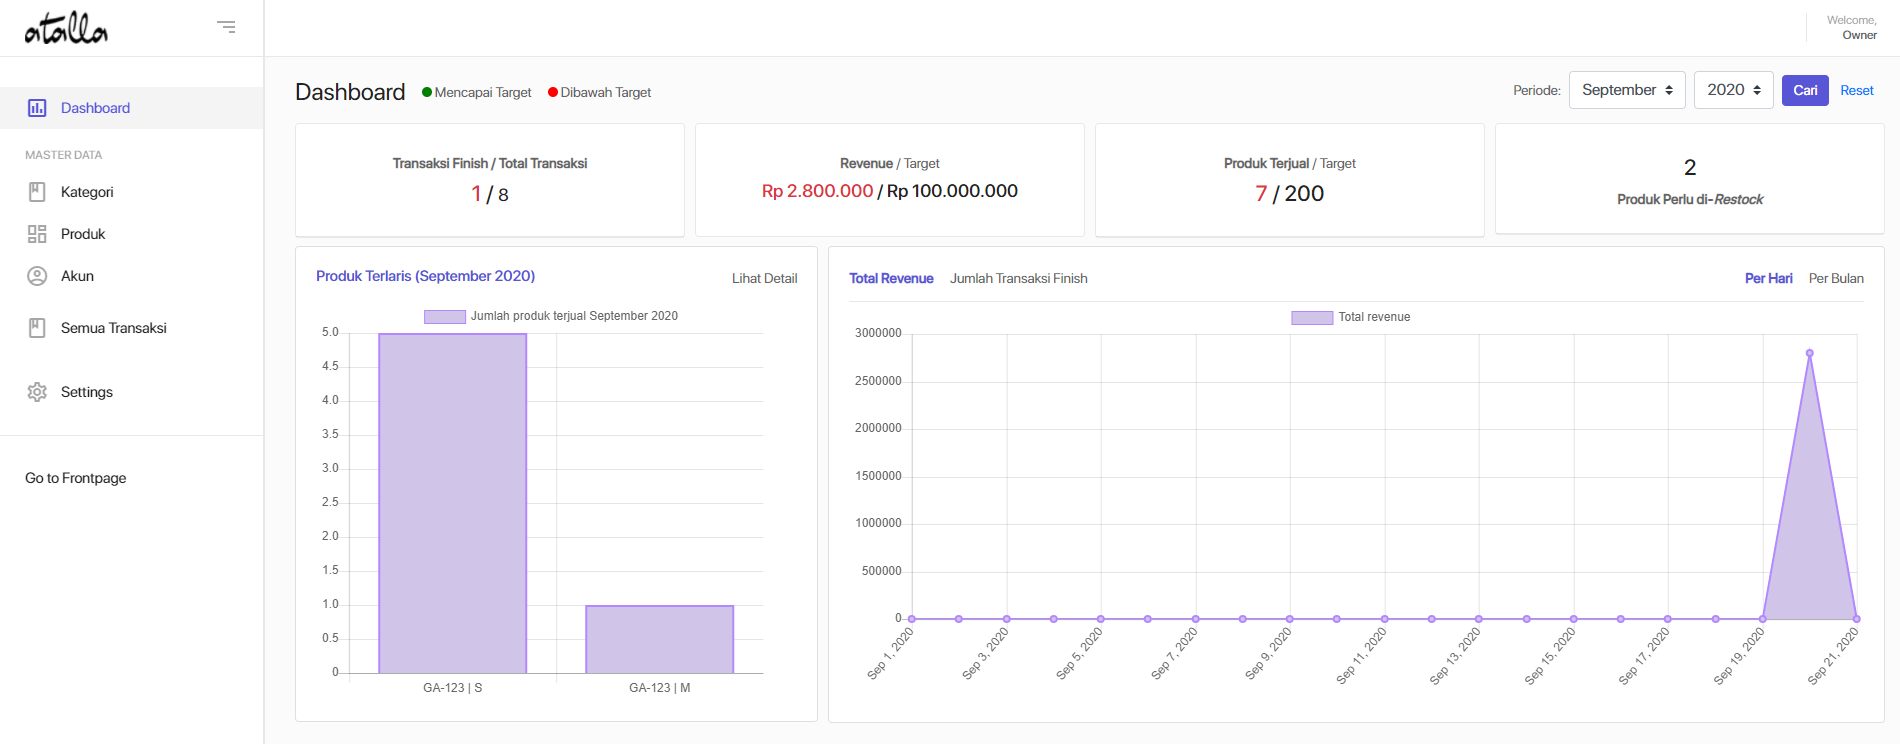 atalla
Welcome,
Owner
Dashboard
MASTER DATA
Kategori
Produk
Akun
Semua Transaksi
Settings
Go to Frontpage
Dashboard Mencapai Target Dibawah Target
Periode: September 2020 Cari Reset
Transaksi Finish / Total Transaksi
1 / 8
Revenue / Target
Rp 2.800.000 / Rp 100.000.000
Produk Terjual / Target
7 / 200
2
Produk Perlu di-Restock
Produk Terlaris (September 2020) Lihat Detail
Jumlah produk terjual September 2020
5.0
4.5
4.0
3.5
3.0
2.5
2.0
1.5
1.0
0.5
0
GA-123 | S GA-123 | M
Total Revenue Jumlah Transaksi Finish Per Hari Per Bulan
Total revenue
3000000
2500000
2000000
1500000
1000000
500000
0
Sep 1, 2020 Sep 3, 2020 Sep 5, 2020 Sep 7, 2020 Sep 9, 2020 Sep 11, 2020 Sep 13, 2020 Sep 15, 2020 Sep 17, 2020 Sep 19, 2020 Sep 21, 2020